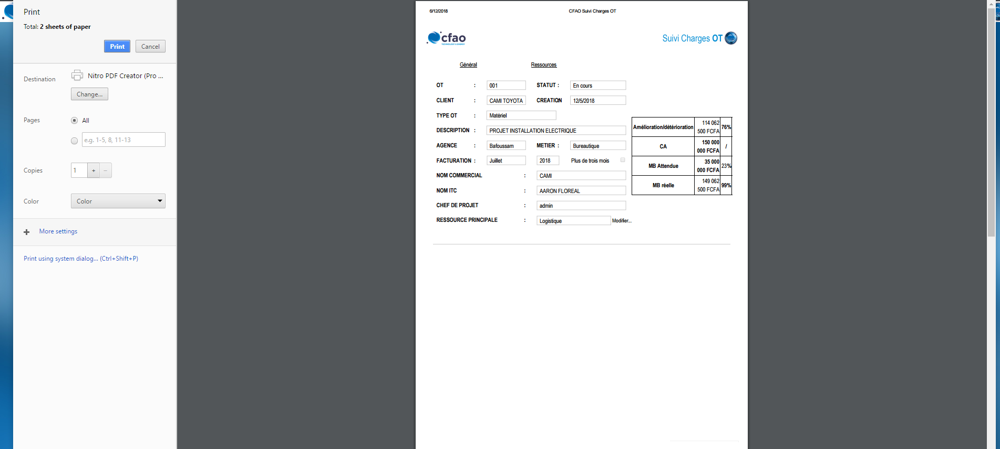 Print
Total: 2 sheets of paper
Print
Cancel
Destination
Nitro PDF Creator (Pro ...
Change...
Pages
All
e.g. 1-5, 8, 11-13
Copies
1
+
−
Color
Color
More settings
Print using system dialog... (Ctrl+Shift+P)
6/12/2018
CFAO Suivi Charges OT
cfao
TECHNOLOGY & ENERGY
Suivi Charges OT
Général
Ressources
OT : 001 STATUT : En cours
CLIENT : CAMI TOYOTA CREATION 12/5/2018
TYPE OT : Matériel
DESCRIPTION : PROJET INSTALLATION ELECTRIQUE
AGENCE : Bafoussam METIER : Bureautique
FACTURATION : Juillet 2018 Plus de trois mois
NOM COMMERCIAL : CAMI
NOM ITC : AARON FLOREAL
CHEF DE PROJET : admin
RESSOURCE PRINCIPALE : Logistique Modifier...
Amélioration/détérioration 114 062 500 FCFA 76%
CA 150 000 000 FCFA /
MB Attendue 35 000 000 FCFA 23%
MB réelle 149 062 500 FCFA 99%